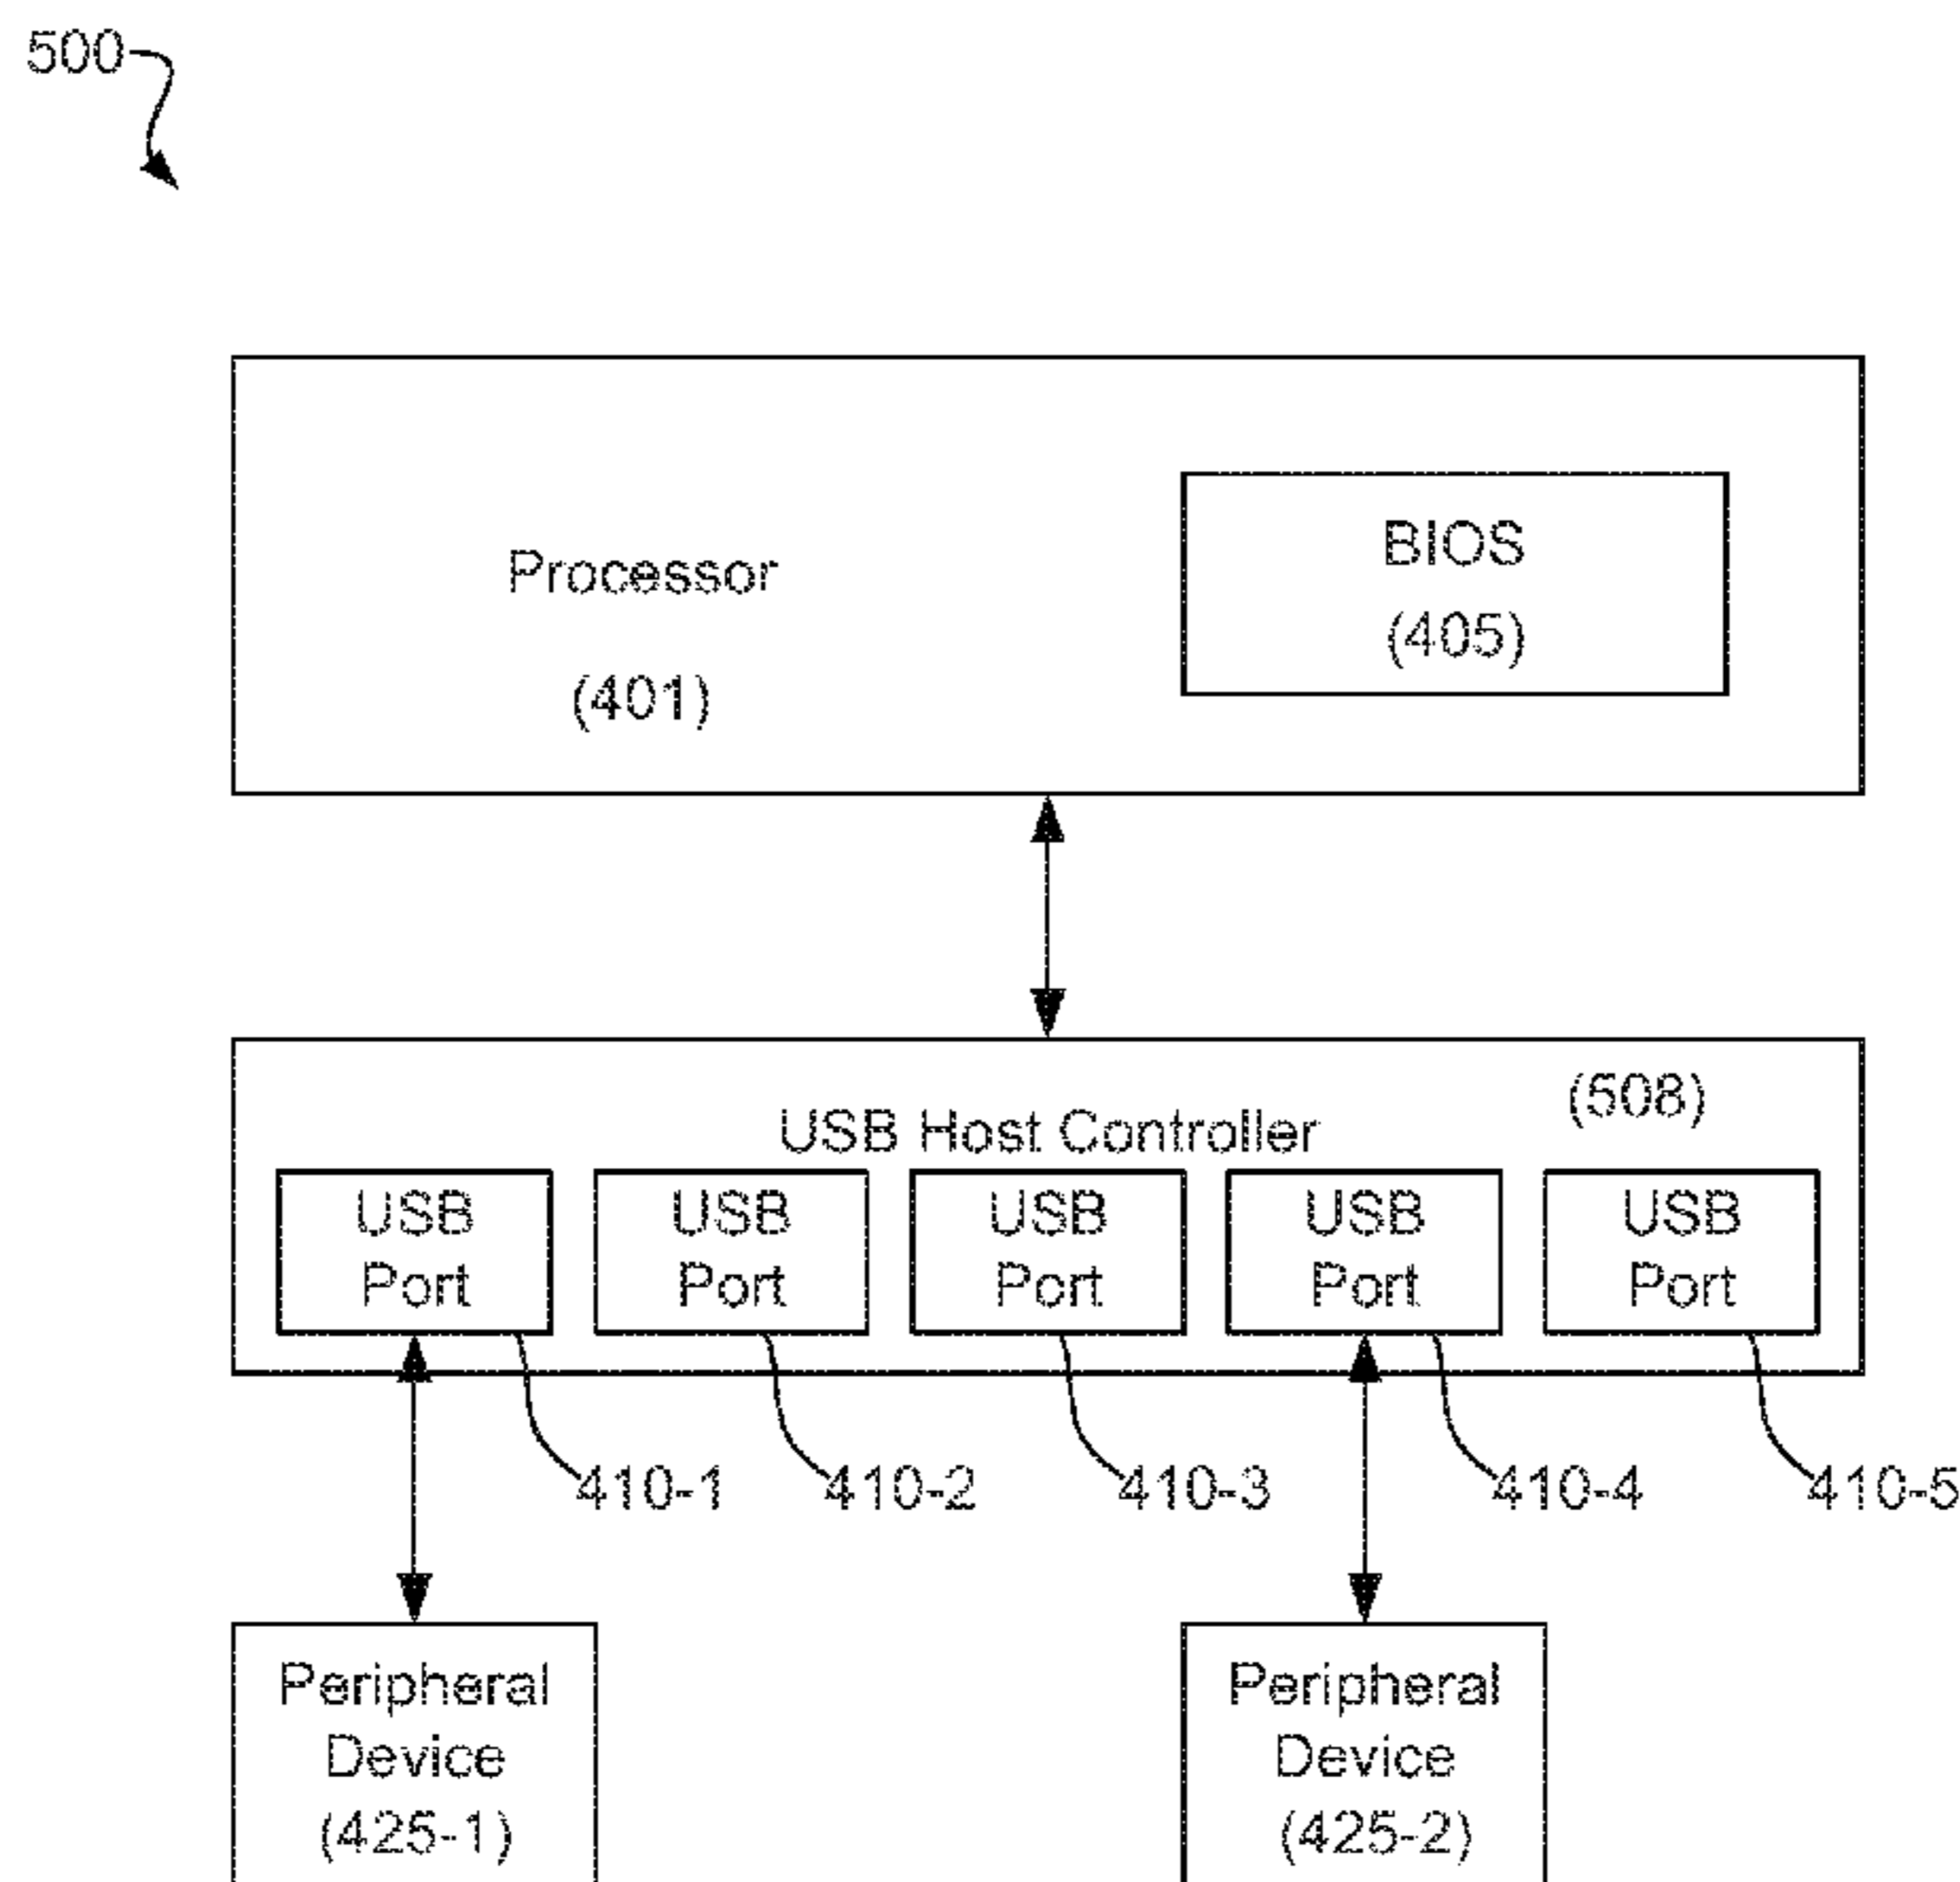 500
Processor
(401)
BIOS
(405)
(508)
USB Host Controller
USB
Port
USB
Port
USB
Port
USB
Port
USB
Port
410-1
410-2
410-3
410-4
410-5
Peripheral
Device
(425-1)
Peripheral
Device
(425-2)